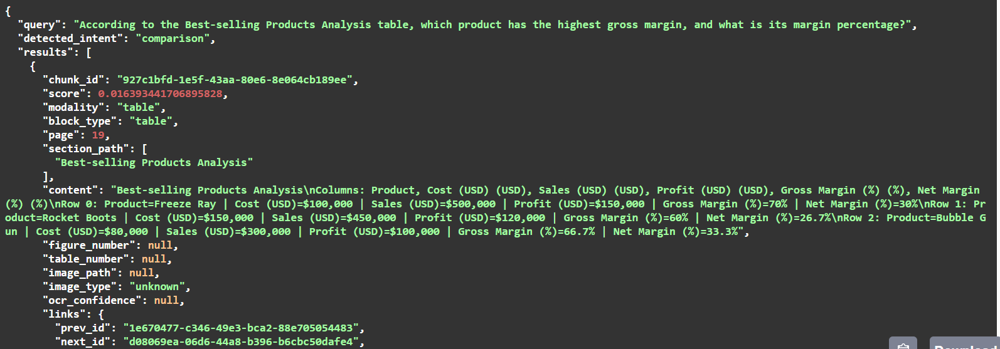 {
  "query": "According to the Best-selling Products Analysis table, which product has the highest gross margin, and what is its margin percentage?",
  "detected_intent": "comparison",
  "results": [
    {
      "chunk_id": "927c1bfd-1e5f-43aa-80e6-8e064cb189ee",
      "score": 0.016393441706895828,
      "modality": "table",
      "block_type": "table",
      "page": 19,
      "section_path": [
        "Best-selling Products Analysis"
      ],
      "content": "Best-selling Products Analysis\nColumns: Product, Cost (USD) (USD), Sales (USD) (USD), Profit (USD) (USD), Gross Margin (%) (%), Net Margin
(%) (%)\nRow 0: Product=Freeze Ray | Cost (USD)=$100,000 | Sales (USD)=$500,000 | Profit (USD)=$150,000 | Gross Margin (%)=70% | Net Margin (%)=30%\nRow 1: Pr
oduct=Rocket Boots | Cost (USD)=$150,000 | Sales (USD)=$450,000 | Profit (USD)=$120,000 | Gross Margin (%)=60% | Net Margin (%)=26.7%\nRow 2: Product=Bubble G
un | Cost (USD)=$80,000 | Sales (USD)=$300,000 | Profit (USD)=$100,000 | Gross Margin (%)=66.7% | Net Margin (%)=33.3%",
      "figure_number": null,
      "table_number": null,
      "image_path": null,
      "image_type": "unknown",
      "ocr_confidence": null,
      "links": {
        "prev_id": "1e670477-c346-49e3-bca2-88e705054483",
        "next_id": "d08069ea-06d6-44a8-b396-b6cbc50dafe4",
Download